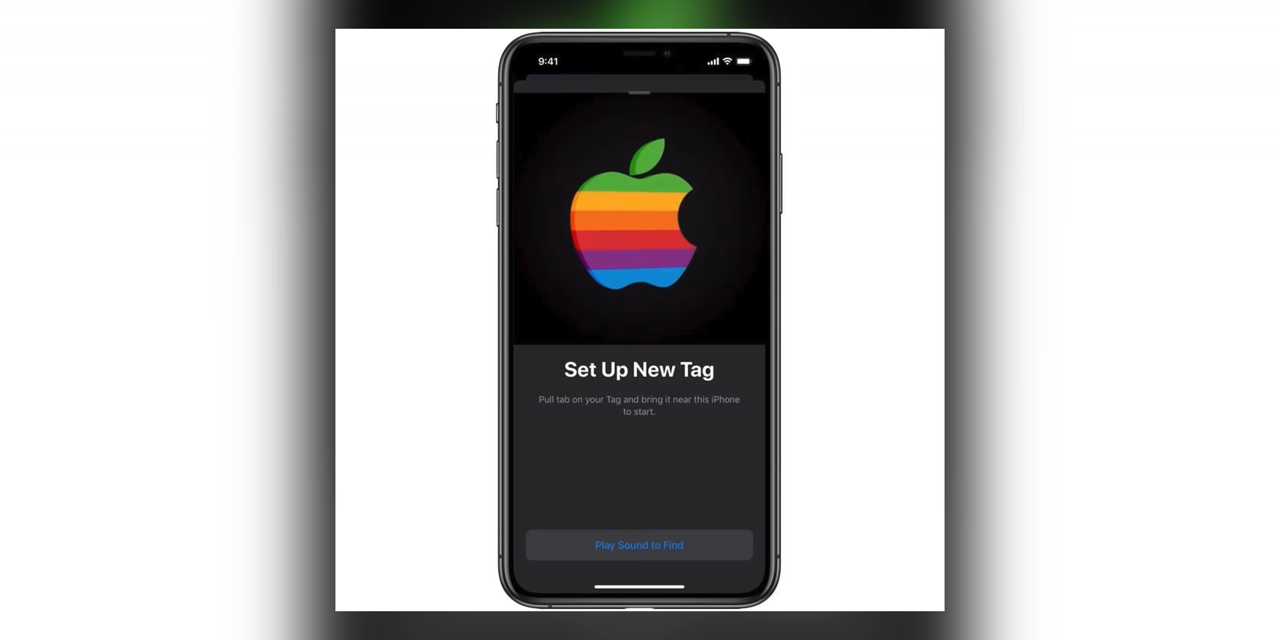 9:41
Set Up New Tag
Pull tab on your Tag and bring it near this iPhone
to start.
Play Sound to Find